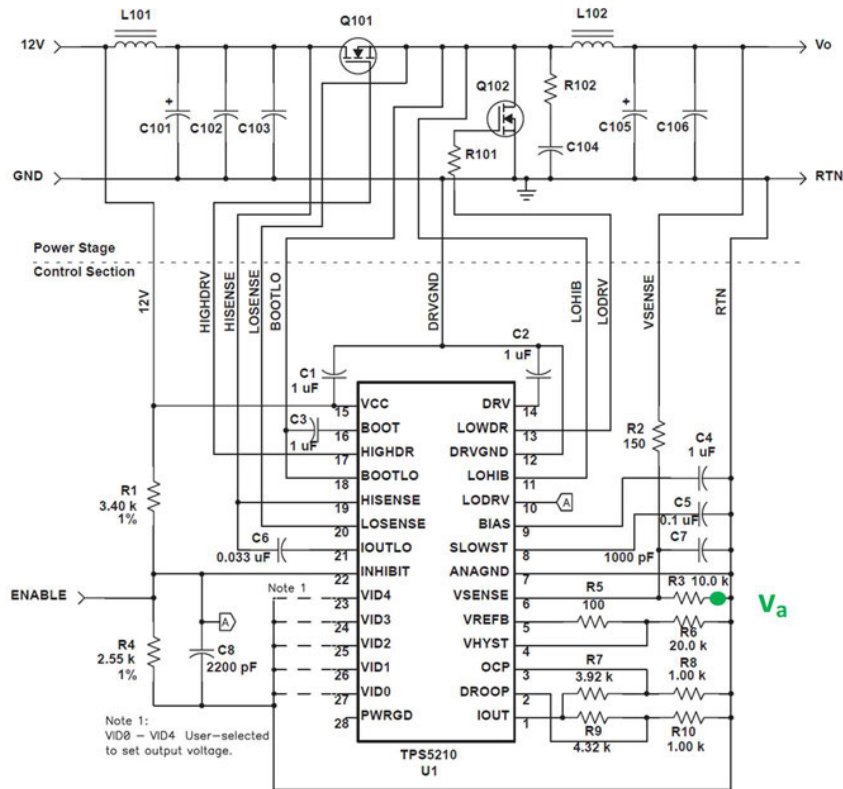 L101
Q101
L102
12V
Vo
Q102
R102
C101
+
C102
C103
R101
C104
+
C105
C106
GND
RTN
Power Stage
Control Section
12V
HIGHDRV
HISENSE
LOSENSE
BOOTLO
DRVGND
LOHIB
LODRV
VSENSE
RTN
C1
1 uF
C2
1 uF
C3
1 uF
R2
150
C4
1 uF
C5
0.1 uF
C7
1000 pF
R1
3.40 k
1%
C6
0.033 uF
15 VCC
16 BOOT
17 HIGHDR
18 BOOTLO
19 HISENSE
20 LOSENSE
21 IOUTLO
22 INHIBIT
23 VID4
24 VID3
25 VID2
26 VID1
27 VID0
28 PWRGD
DRV 14
LOWDR 13
DRVGND 12
LOHIB 11
LODRV 10
BIAS 9
SLOWST 8
ANAGND 7
VSENSE 6
VREFB 5
VHYST 4
OCP 3
DROOP 2
IOUT 1
A
ENABLE
Note 1
A
R4
2.55 k
1%
C8
2200 pF
R3 10.0 k
Va
R5
100
R6
20.0 k
R7
3.92 k
R8
1.00 k
R9
4.32 k
R10
1.00 k
Note 1:
VID0 – VID4 User-selected
to set output voltage.
TPS5210
U1